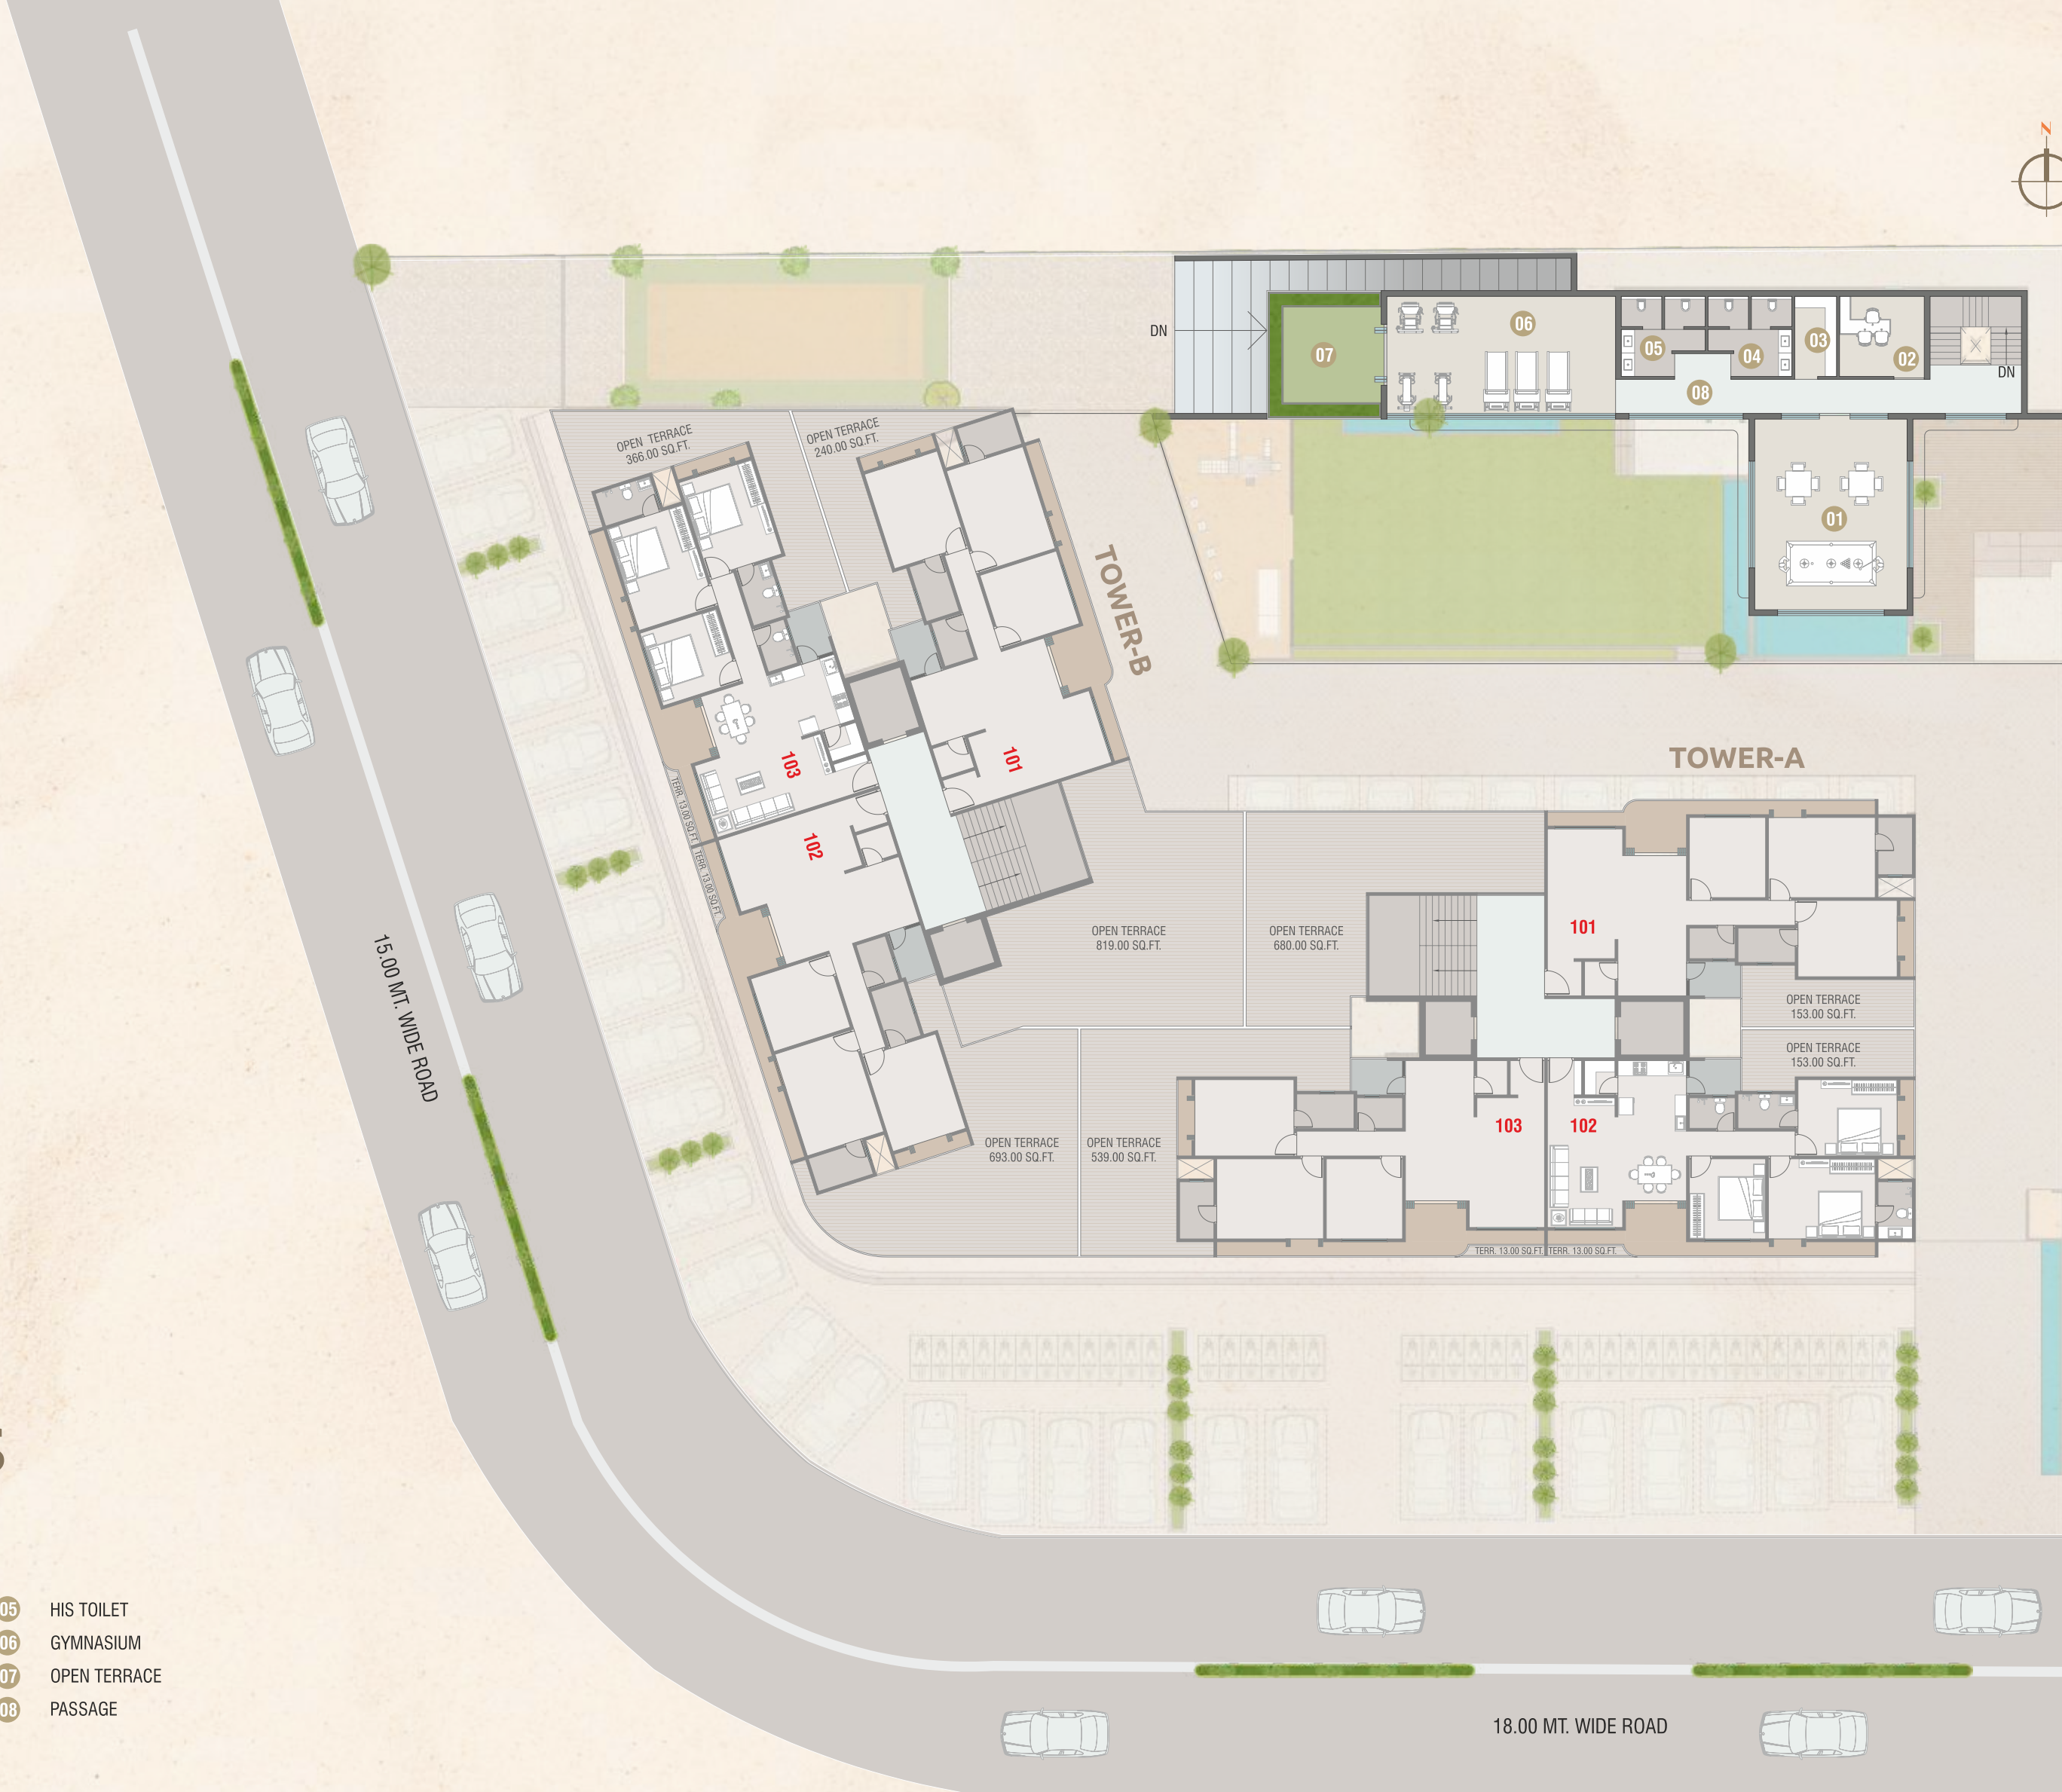 N
DN
07
06
05
04
03
02
08
DN
01
OPEN TERRACE
366.00 SQ.FT.
OPEN TERRACE
240.00 SQ.FT.
TOWER-B
103
101
102
TERR. 13.00 SQ.FT.
TERR. 13.00 SQ.FT.
TOWER-A
OPEN TERRACE
819.00 SQ.FT.
OPEN TERRACE
680.00 SQ.FT.
101
OPEN TERRACE
153.00 SQ.FT.
OPEN TERRACE
153.00 SQ.FT.
OPEN TERRACE
693.00 SQ.FT.
OPEN TERRACE
539.00 SQ.FT.
103
102
TERR. 13.00 SQ.FT.
TERR. 13.00 SQ.FT.
15.00 MT. WIDE ROAD
05 HIS TOILET
06 GYMNASIUM
07 OPEN TERRACE
08 PASSAGE
18.00 MT. WIDE ROAD